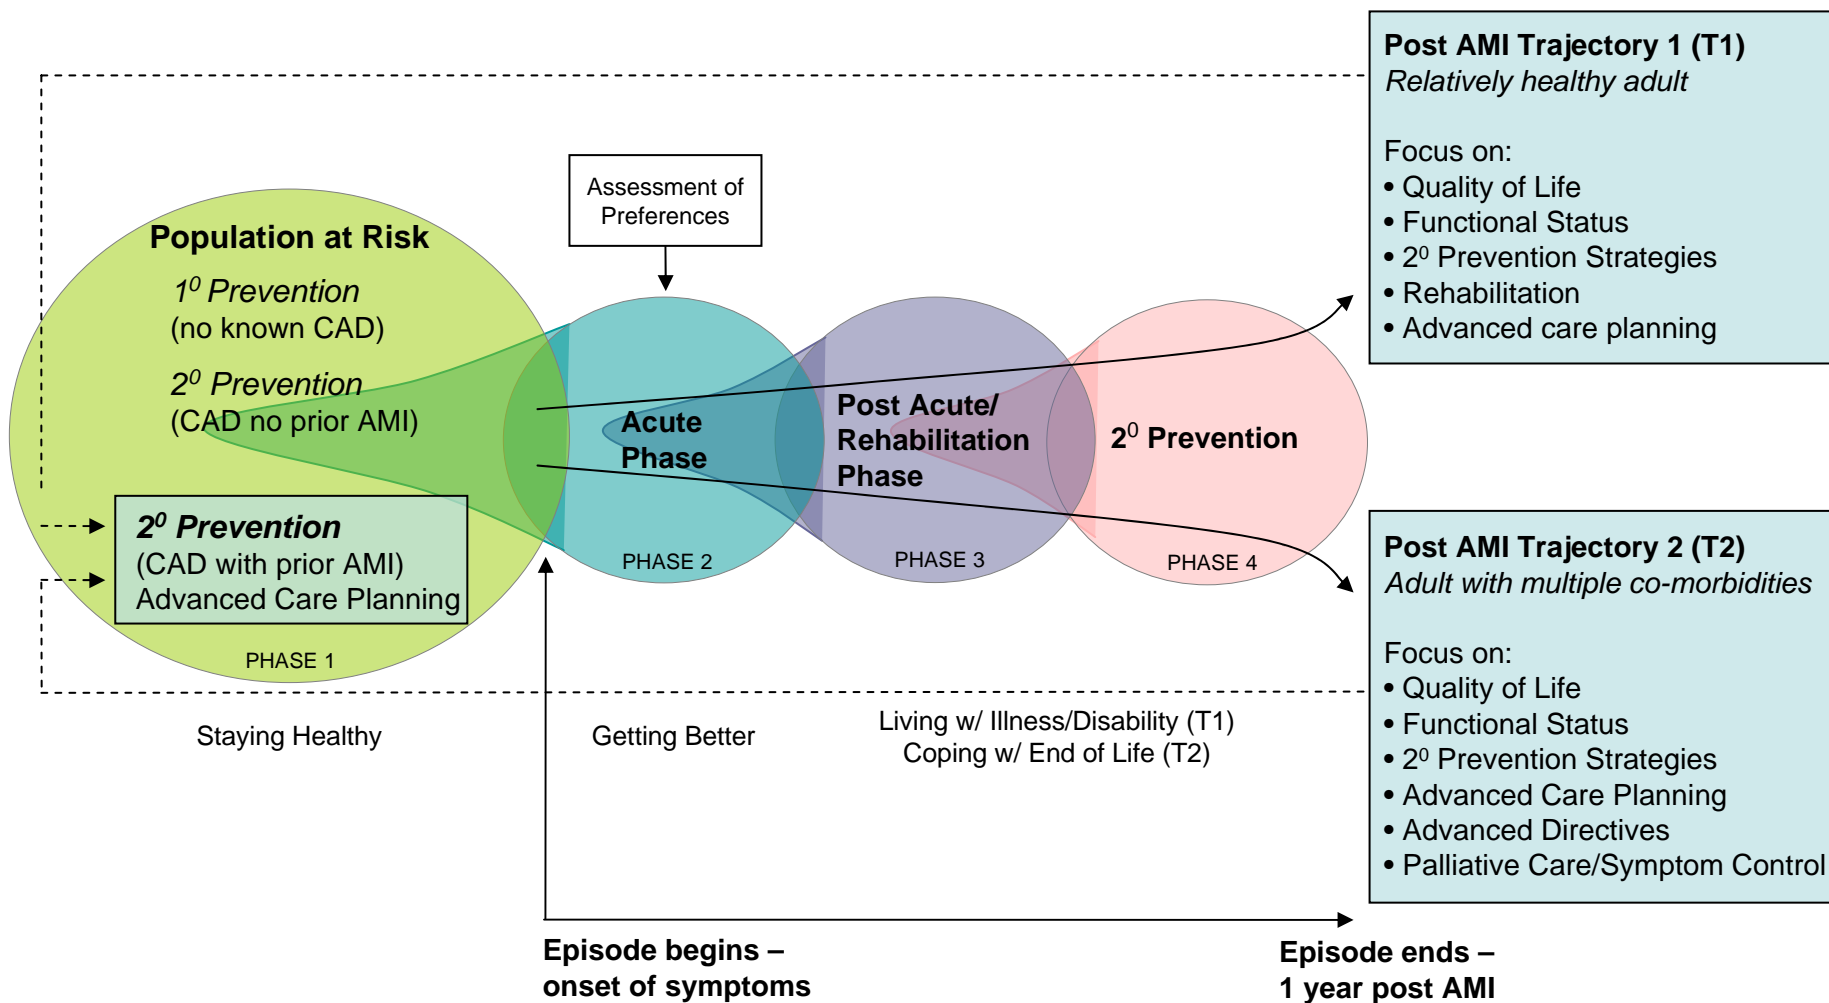 Post AMI Trajectory 1 (T1)
Relatively healthy adult
Focus on:
• Quality of Life
• Functional Status
• 2⁰ Prevention Strategies
• Rehabilitation
• Advanced care planning
Assessment of
Preferences
Population at Risk
1⁰ Prevention
(no known CAD)
2⁰ Prevention
(CAD no prior AMI)
2⁰ Prevention
(CAD with prior AMI)
Advanced Care Planning
PHASE 1
Acute
Phase
PHASE 2
Post Acute/
Rehabilitation
Phase
PHASE 3
2⁰ Prevention
PHASE 4
Post AMI Trajectory 2 (T2)
Adult with multiple co-morbidities
Focus on:
• Quality of Life
• Functional Status
• 2⁰ Prevention Strategies
• Advanced Care Planning
• Advanced Directives
• Palliative Care/Symptom Control
Staying Healthy
Getting Better
Living w/ Illness/Disability (T1)
Coping w/ End of Life (T2)
Episode begins –
onset of symptoms
Episode ends –
1 year post AMI